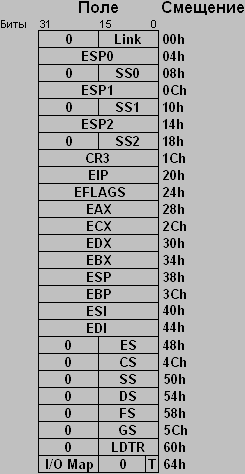 Поле Смещение
Биты 31 15 0
0 Link 00h
ESP0 04h
0 SS0 08h
ESP1 0Ch
0 SS1 10h
ESP2 14h
0 SS2 18h
CR3 1Ch
EIP 20h
EFLAGS 24h
EAX 28h
ECX 2Ch
EDX 30h
EBX 34h
ESP 38h
EBP 3Ch
ESI 40h
EDI 44h
0 ES 48h
0 CS 4Ch
0 SS 50h
0 DS 54h
0 FS 58h
0 GS 5Ch
0 LDTR 60h
I/O Map 0 T 64h